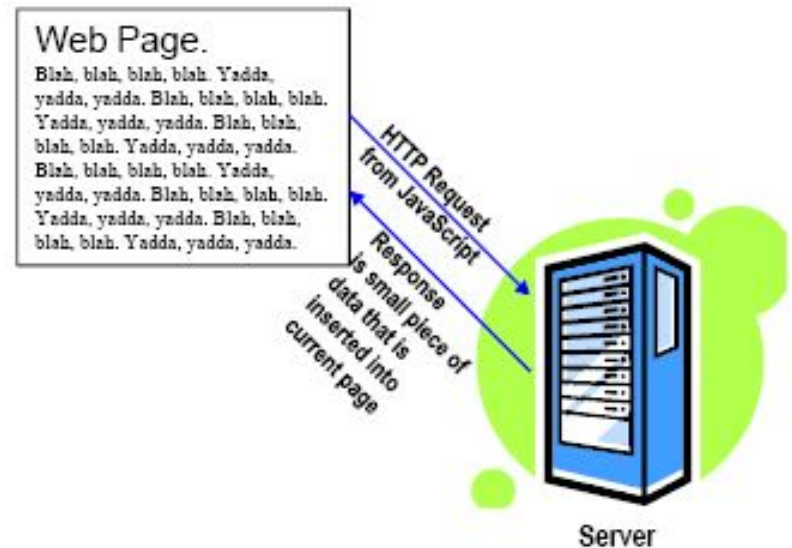 Web Page.
Blah, blah, blah, blah. Yadda,
yadda, yadda. Blah, blah, blah, blah.
Yadda, yadda, yadda. Blah, blah,
blah, blah. Yadda, yadda, yadda.
Blah, blah, blah, blah. Yadda,
yadda, yadda. Blah, blah, blah, blah.
Yadda, yadda, yadda. Blah, blah,
blah, blah. Yadda, yadda, yadda.
HTTP Request
from JavaScript
Response
is small piece of
data that is
inserted into
current page
Server